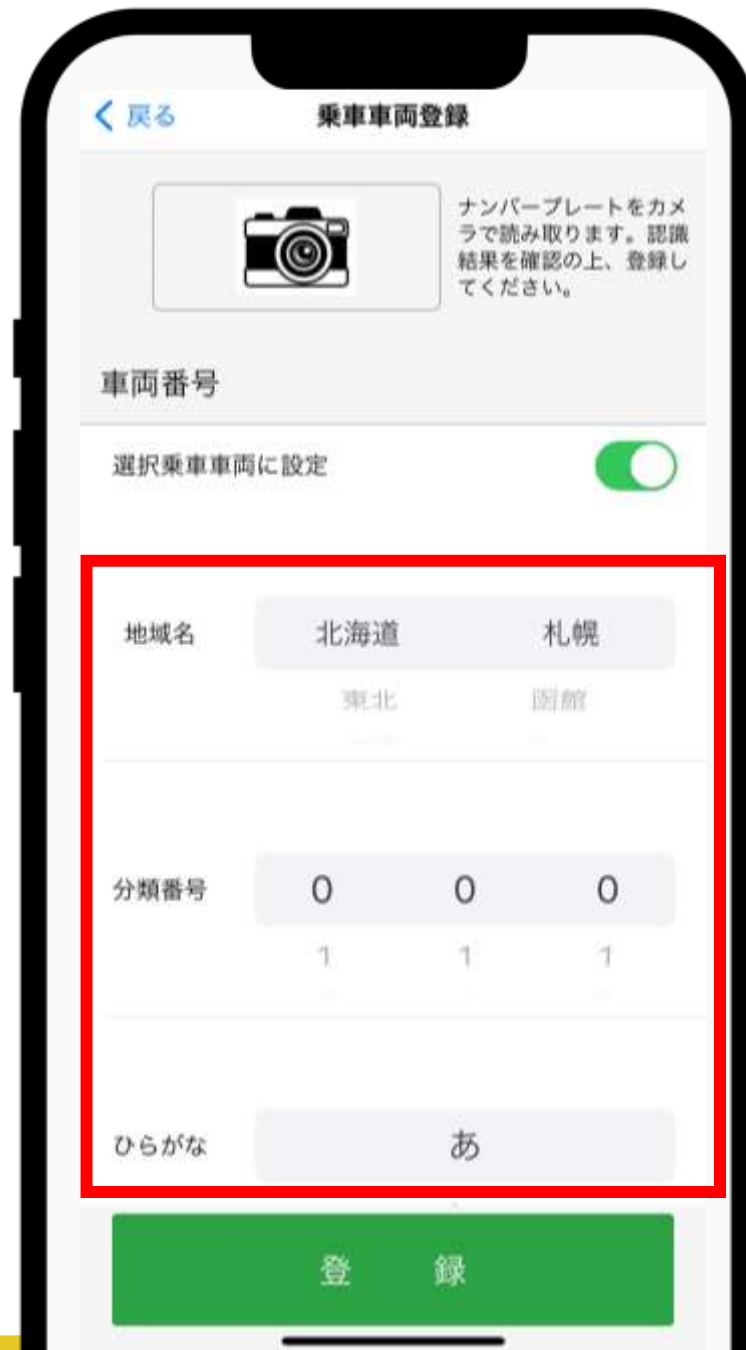 戻る
乗車車両登録
ナンバープレートをカメ
ラで読み取ります。認識
結果を確認の上、登録し
てください。
車両番号
選択乗車車両に設定
地域名 北海道 札幌
東北 函館
分類番号 0 0 0
1 1 1
ひらがな あ
登 録